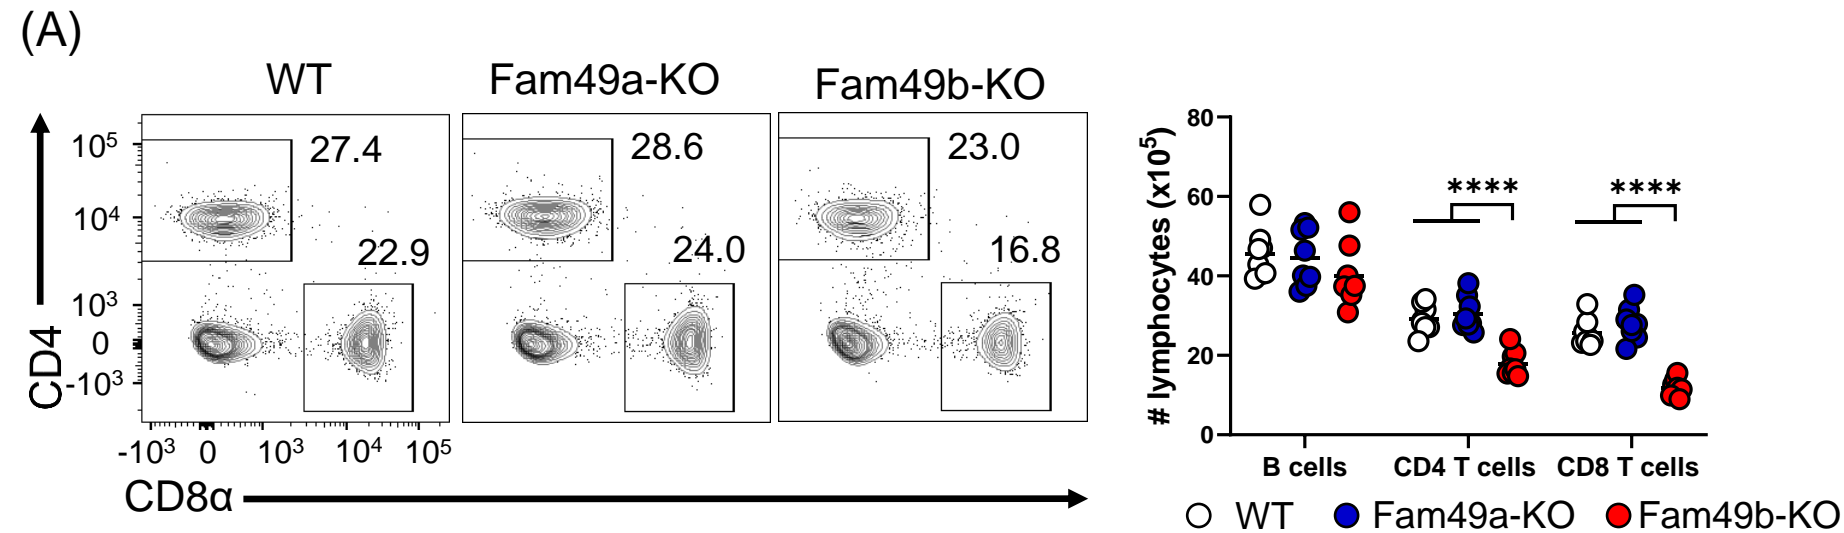 (A)
WT
Fam49a-KO
Fam49b-KO
27.4
22.9
28.6
24.0
23.0
16.8
CD4
10⁵
10⁴
10³
0
-10³
-10³ 0 10³ 10⁴ 10⁵
CD8α
# lymphocytes (x10⁵)
80
60
40
20
0
****
****
B cells
CD4 T cells
CD8 T cells
WT
Fam49a-KO
Fam49b-KO